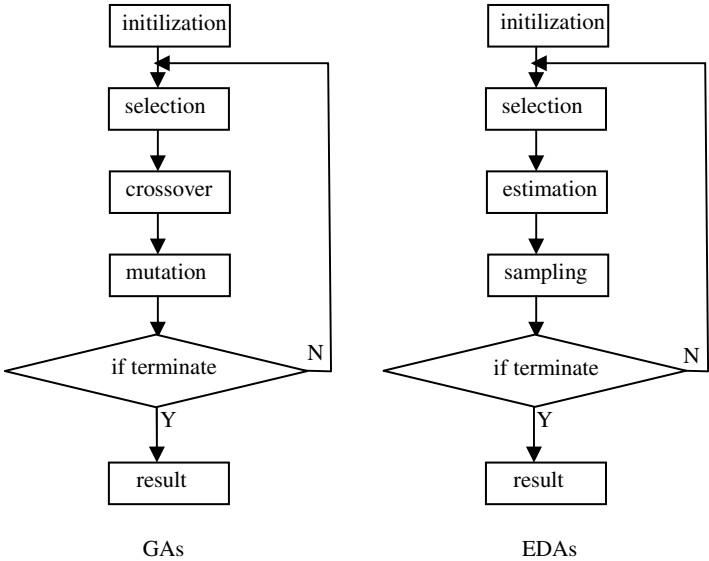 initilization
selection
crossover
mutation
if terminate
N
Y
result
GAs
initilization
selection
estimation
sampling
if terminate
N
Y
result
EDAs